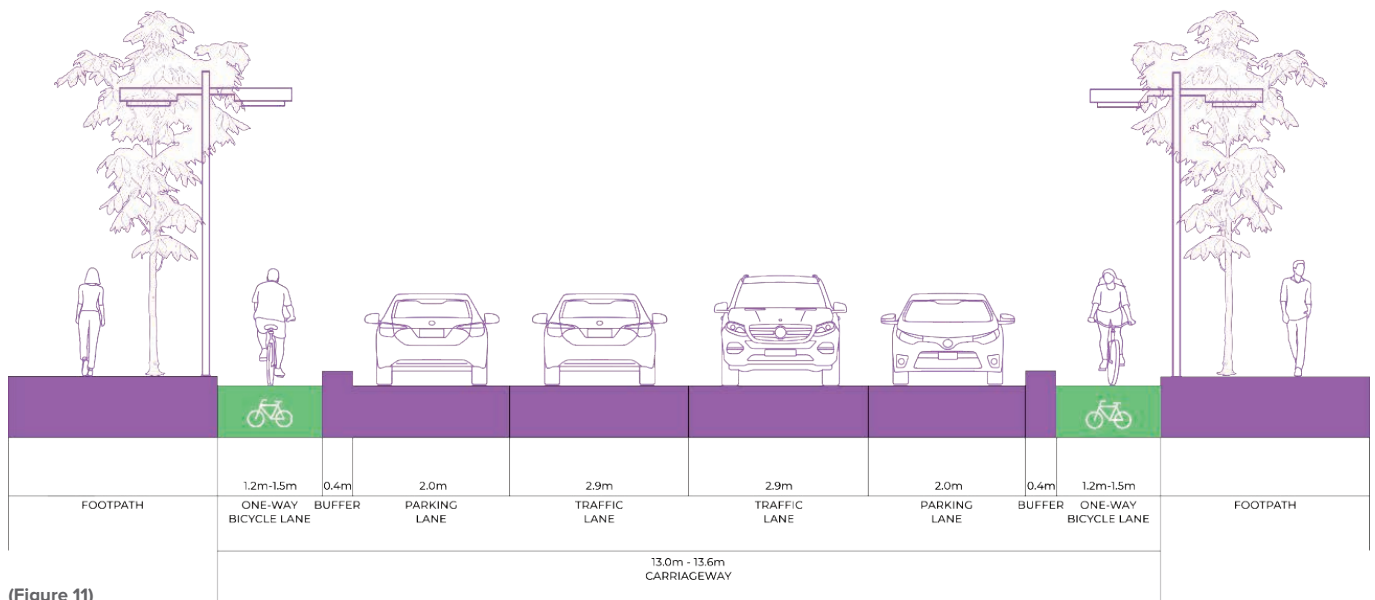 1.2m-1.5m 0.4m 2.0m 2.9m 2.9m 2.0m 0.4m 1.2m-1.5m
FOOTPATH ONE-WAY BUFFER PARKING TRAFFIC TRAFFIC PARKING BUFFER ONE-WAY FOOTPATH
BICYCLE LANE LANE LANE LANE LANE BICYCLE LANE
13.0m - 13.6m
CARRIAGEWAY
(Figure 11)